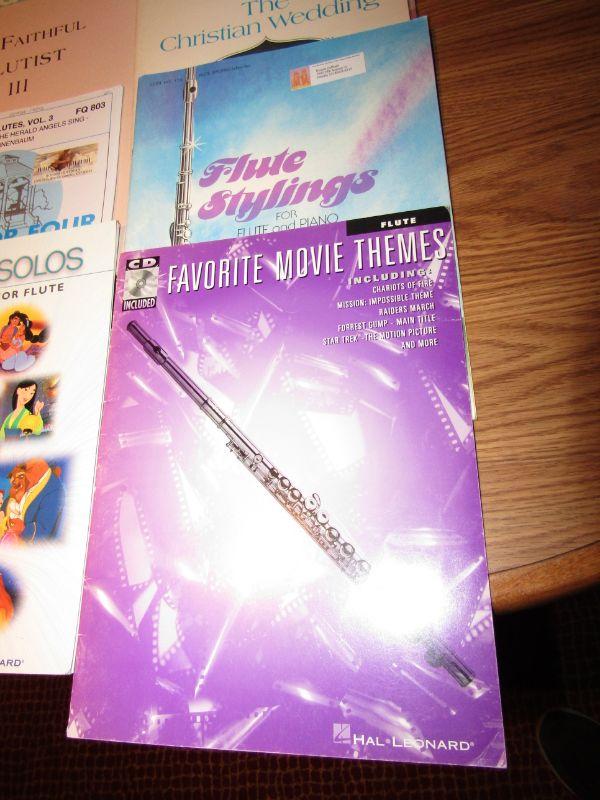 FAITHFUL
LUTIST
III
The
Christian Wedding
LUTES, VOL. 3 FQ 803
THE HERALD ANGELS SING -
NNENBAUM
OR FOUR
Flute
Stylings
FOR
FLUTE and PIANO
SOLOS
OR FLUTE
NARD®
FLUTE
CD
INCLUDED
FAVORITE MOVIE THEMES
INCLUDING:
CHARIOTS OF FIRE
MISSION: IMPOSSIBLE THEME
RAIDERS MARCH
FORREST GUMP - MAIN TITLE
STAR TREK® - THE MOTION PICTURE
AND MORE
HAL•LEONARD®